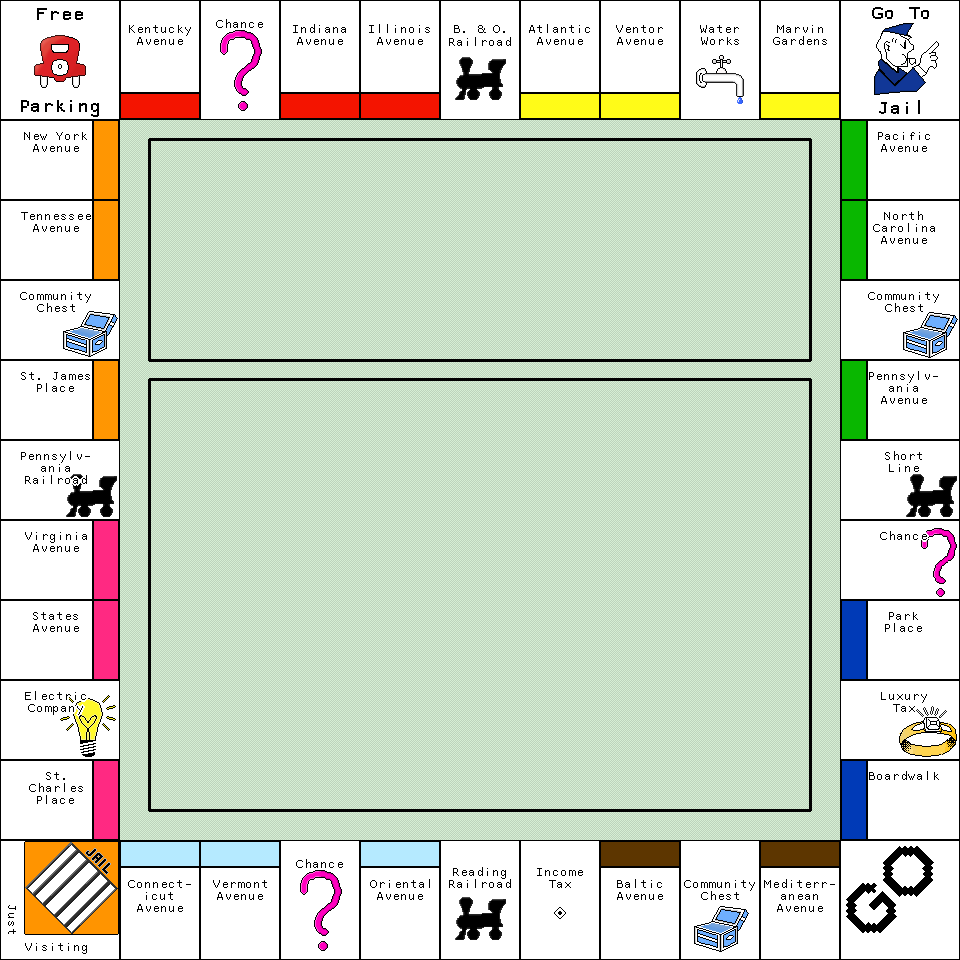 Free
Parking
Kentucky
Avenue
Chance
Indiana
Avenue
Illinois
Avenue
B. & O.
Railroad
Atlantic
Avenue
Ventor
Avenue
Water
Works
Marvin
Gardens
Go To
Jail
New York
Avenue
Tennessee
Avenue
Community
Chest
St. James
Place
Pennsylv-
ania
Railroad
Virginia
Avenue
States
Avenue
Electric
Company
St.
Charles
Place
Pacific
Avenue
North
Carolina
Avenue
Community
Chest
Pennsylv-
ania
Avenue
Short
Line
Chance
Park
Place
Luxury
Tax
Boardwalk
JAIL
Just
Visiting
Connect-
icut
Avenue
Vermont
Avenue
Chance
Oriental
Avenue
Reading
Railroad
Income
Tax
Baltic
Avenue
Community
Chest
Mediterr-
anean
Avenue
GO